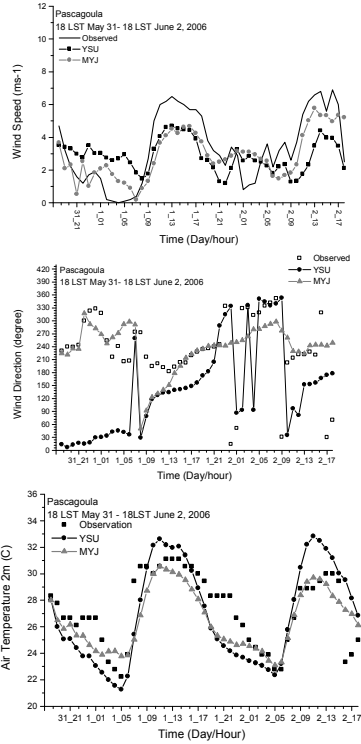 Pascagoula
18 LST May 31- 18 LST June 2, 2006
Observed
YSU
MYJ
Wind Speed (ms-1)
12
10
8
6
4
2
0
31_21 1_01 1_05 1_09 1_13 1_17 1_21 2_01 2_05 2_09 2_13 2_17
Time (Day/hour)
Observed
YSU
MYJ
Pascagoula
18 LST May 31- 18 LST June 2, 2006
Wind Direction (degree)
420
390
360
330
300
270
240
210
180
150
120
90
60
30
0
31_21 1_01 1_05 1_09 1_13 1_17 1_21 2_01 2_05 2_09 2_13 2_17
Time (Day/hour)
Pascagoula
18 LST May 31 - 18LST June 2, 2006
Observation
YSU
MYJ
Air Temperature 2m (C)
36
34
32
30
28
26
24
22
20
31_21 1_01 1_05 1_09 1_13 1_17 1_21 2_01 2_05 2_09 2_13 2_17
Time (Day/hour)